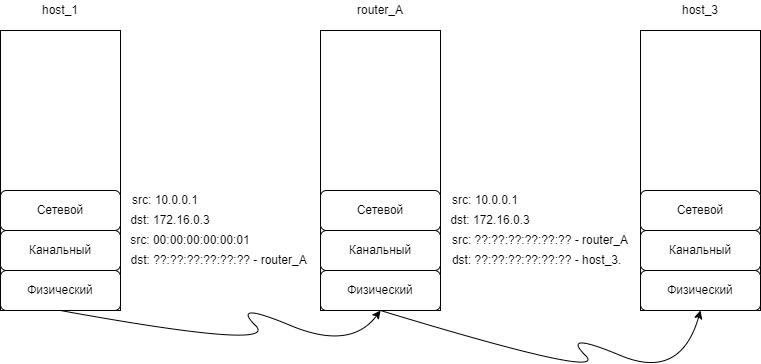 host_1
router_A
host_3
Сетевой
Канальный
Физический
src: 10.0.0.1
dst: 172.16.0.3
src: 00:00:00:00:00:01
dst: ??:??:??:??:??:?? - router_A
Сетевой
Канальный
Физический
src: 10.0.0.1
dst: 172.16.0.3
src: ??:??:??:??:??:?? - router_A
dst: ??:??:??:??:??:?? - host_3.
Сетевой
Канальный
Физический